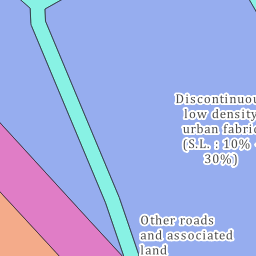 Discontinuou
low density
urban fabric
(S.L. : 10% -
30%)
Other roads
and associated
land